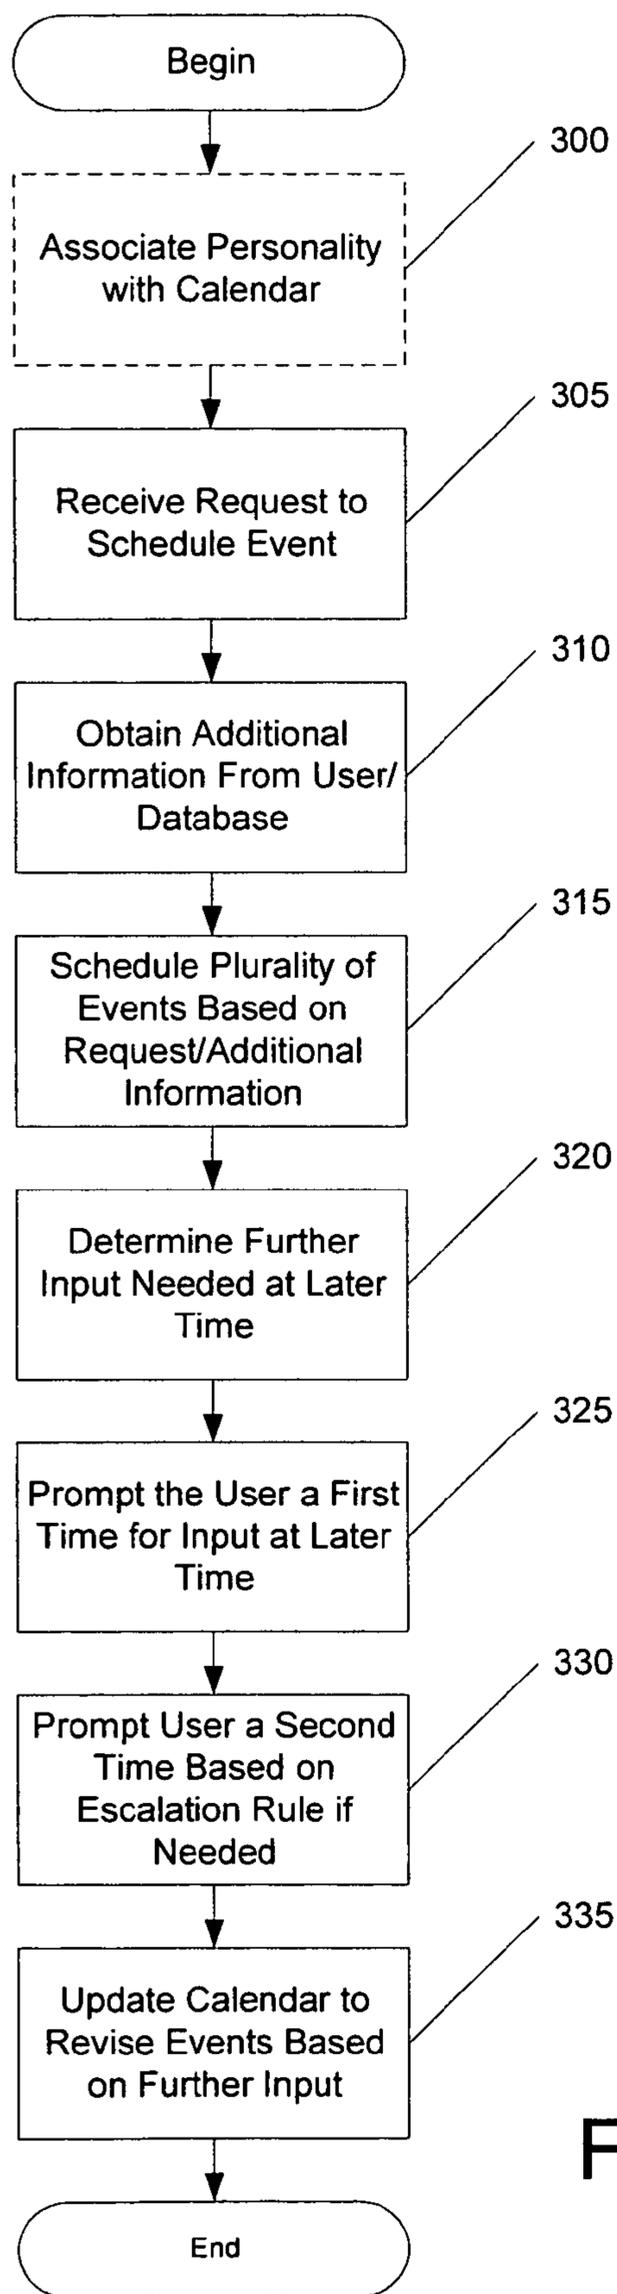 Begin
300
Associate Personality
with Calendar
305
Receive Request to
Schedule Event
310
Obtain Additional
Information From User/
Database
315
Schedule Plurality of
Events Based on
Request/Additional
Information
320
Determine Further
Input Needed at Later
Time
325
Prompt the User a First
Time for Input at Later
Time
330
Prompt User a Second
Time Based on
Escalation Rule if
Needed
335
Update Calendar to
Revise Events Based
on Further Input
End